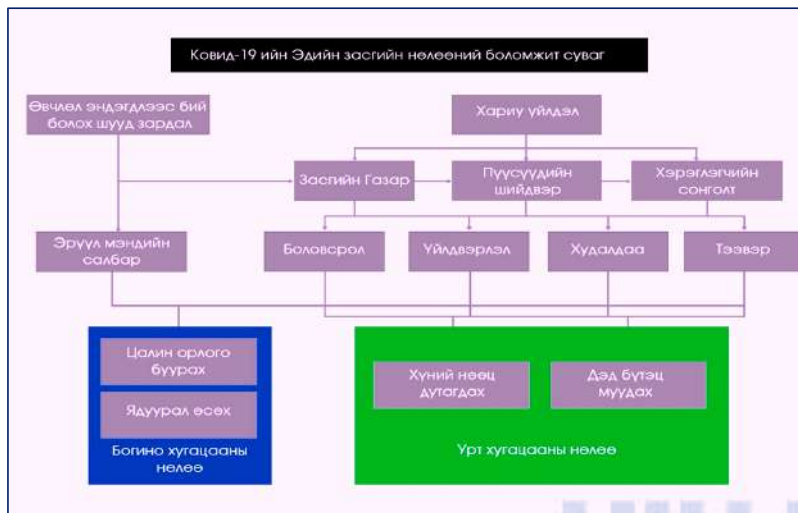 Ковид-19 ийн Эдийн засгийн нөлөөний боломжит суваг
Өвчлөл эндэгдлээс бий
болох шууд зардал
Хариу үйлдэл
Засгийн Газар
Пүүсүүдийн
шийдвэр
Хэрэглэгчийн
сонголт
Эрүүл мэндийн
салбар
Боловсрол
Үйлдвэрлэл
Худалдаа
Тээвэр
Цалин орлого
буурах
Ядуурал өсөх
Богино хугацааны
нөлөө
Хүний нөөц
дутагдах
Дэд бүтэц
муудах
Урт хугацааны нөлөө